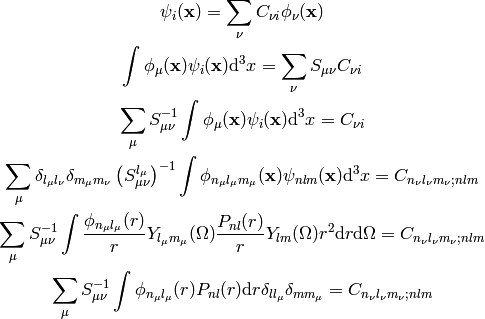 \psi_i(\mathbf{x}) = \sum_\nu C_{\nu i} \phi_\nu(\mathbf{x})
\int \phi_\mu(\mathbf{x}) \psi_i(\mathbf{x}) \mathrm{d}^3 x = \sum_\nu S_{\mu\nu} C_{\nu i}
\sum_\mu S^{-1}_{\mu\nu} \int \phi_\mu(\mathbf{x}) \psi_i(\mathbf{x}) \mathrm{d}^3 x = C_{\nu i}
\sum_\mu \delta_{l_\mu l_\nu} \delta_{m_\mu m_\nu} \left( S^{l_\mu}_{\mu\nu} \right)^{-1} \int \phi_{n_\mu l_\mu m_\mu}(\mathbf{x}) \psi_{nlm}(\mathbf{x}) \mathrm{d}^3 x = C_{n_\nu l_\nu m_\nu; nlm}
\sum_\mu S^{-1}_{\mu\nu} \int \frac{\phi_{n_\mu l_\mu}(r)}{r} Y_{l_\mu m_\mu}(\Omega) \frac{P_{nl}(r)}{r} Y_{lm}(\Omega) r^2 \mathrm{d}r \mathrm{d}\Omega = C_{n_\nu l_\nu m_\nu; nlm}
\sum_\mu S^{-1}_{\mu\nu} \int \phi_{n_\mu l_\mu}(r) P_{nl}(r) \mathrm{d}r \delta_{l l_\mu} \delta_{m m_\mu} = C_{n_\nu l_\nu m_\nu; nlm}